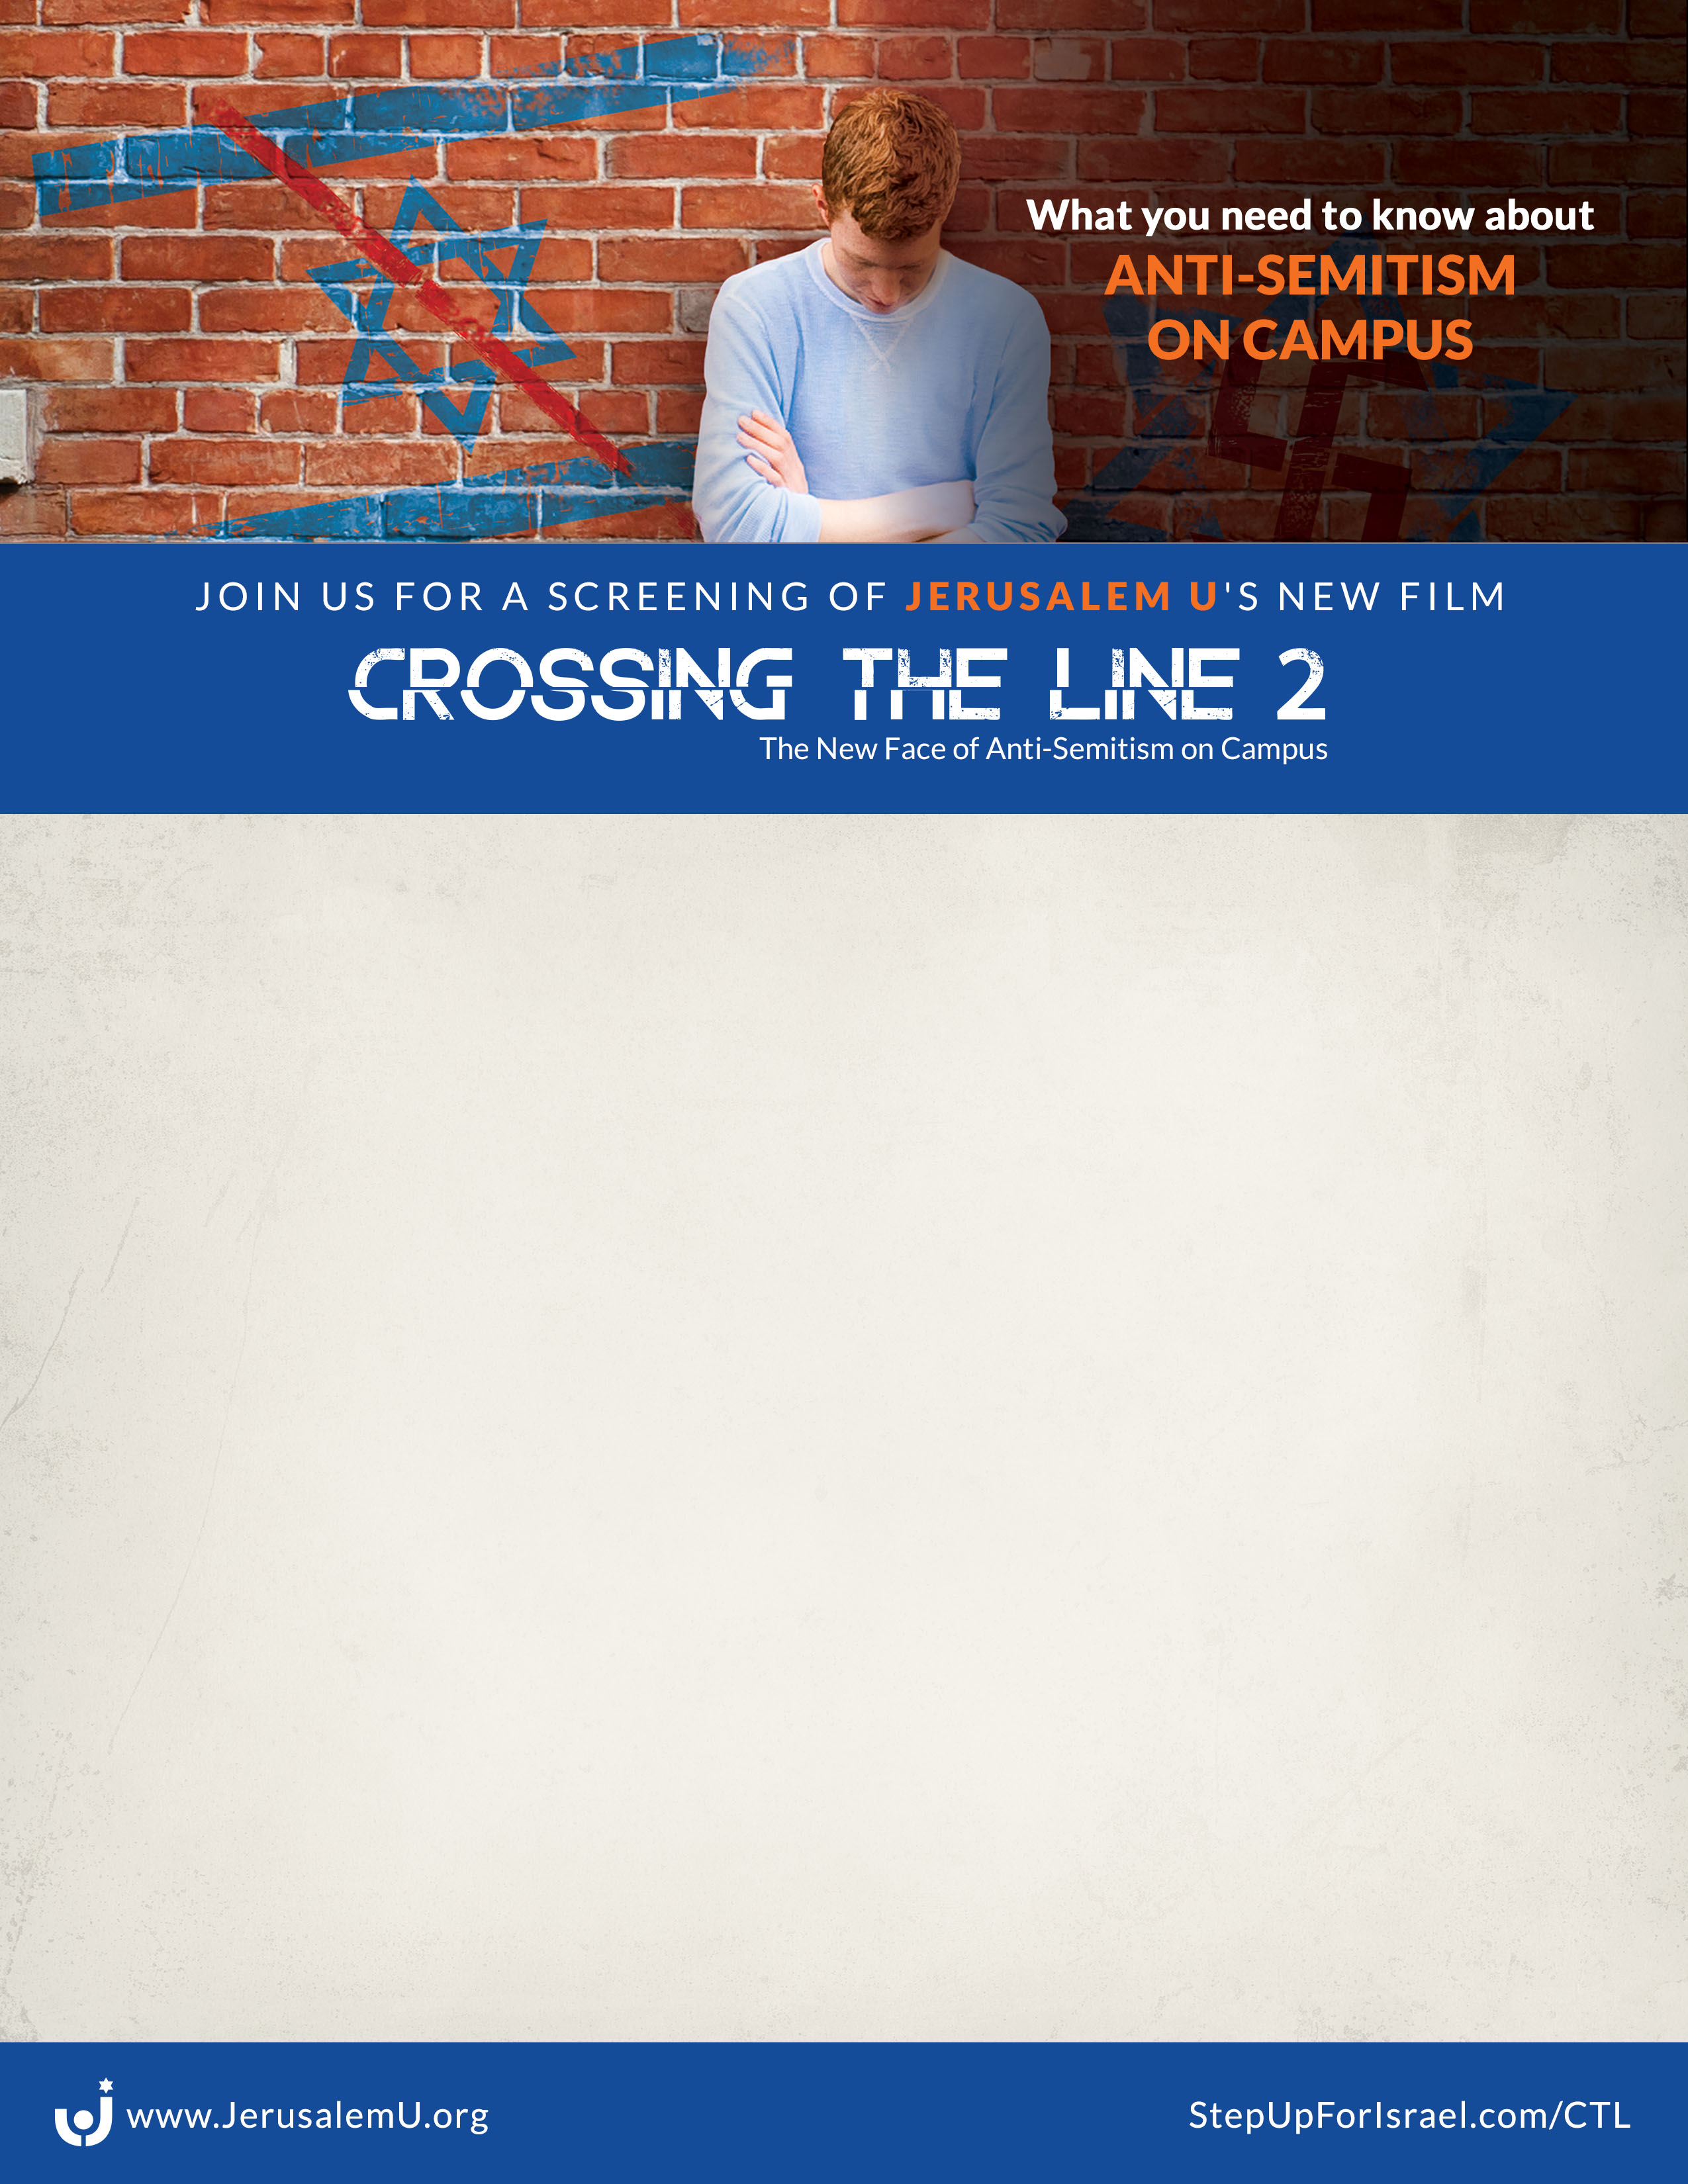 What you need to know about
ANTI-SEMITISM
ON CAMPUS
JOIN US FOR A SCREENING OF JERUSALEM U'S NEW FILM
CROSSING THE LINE 2
The New Face of Anti-Semitism on Campus
www.JerusalemU.org
StepUpForIsrael.com/CTL